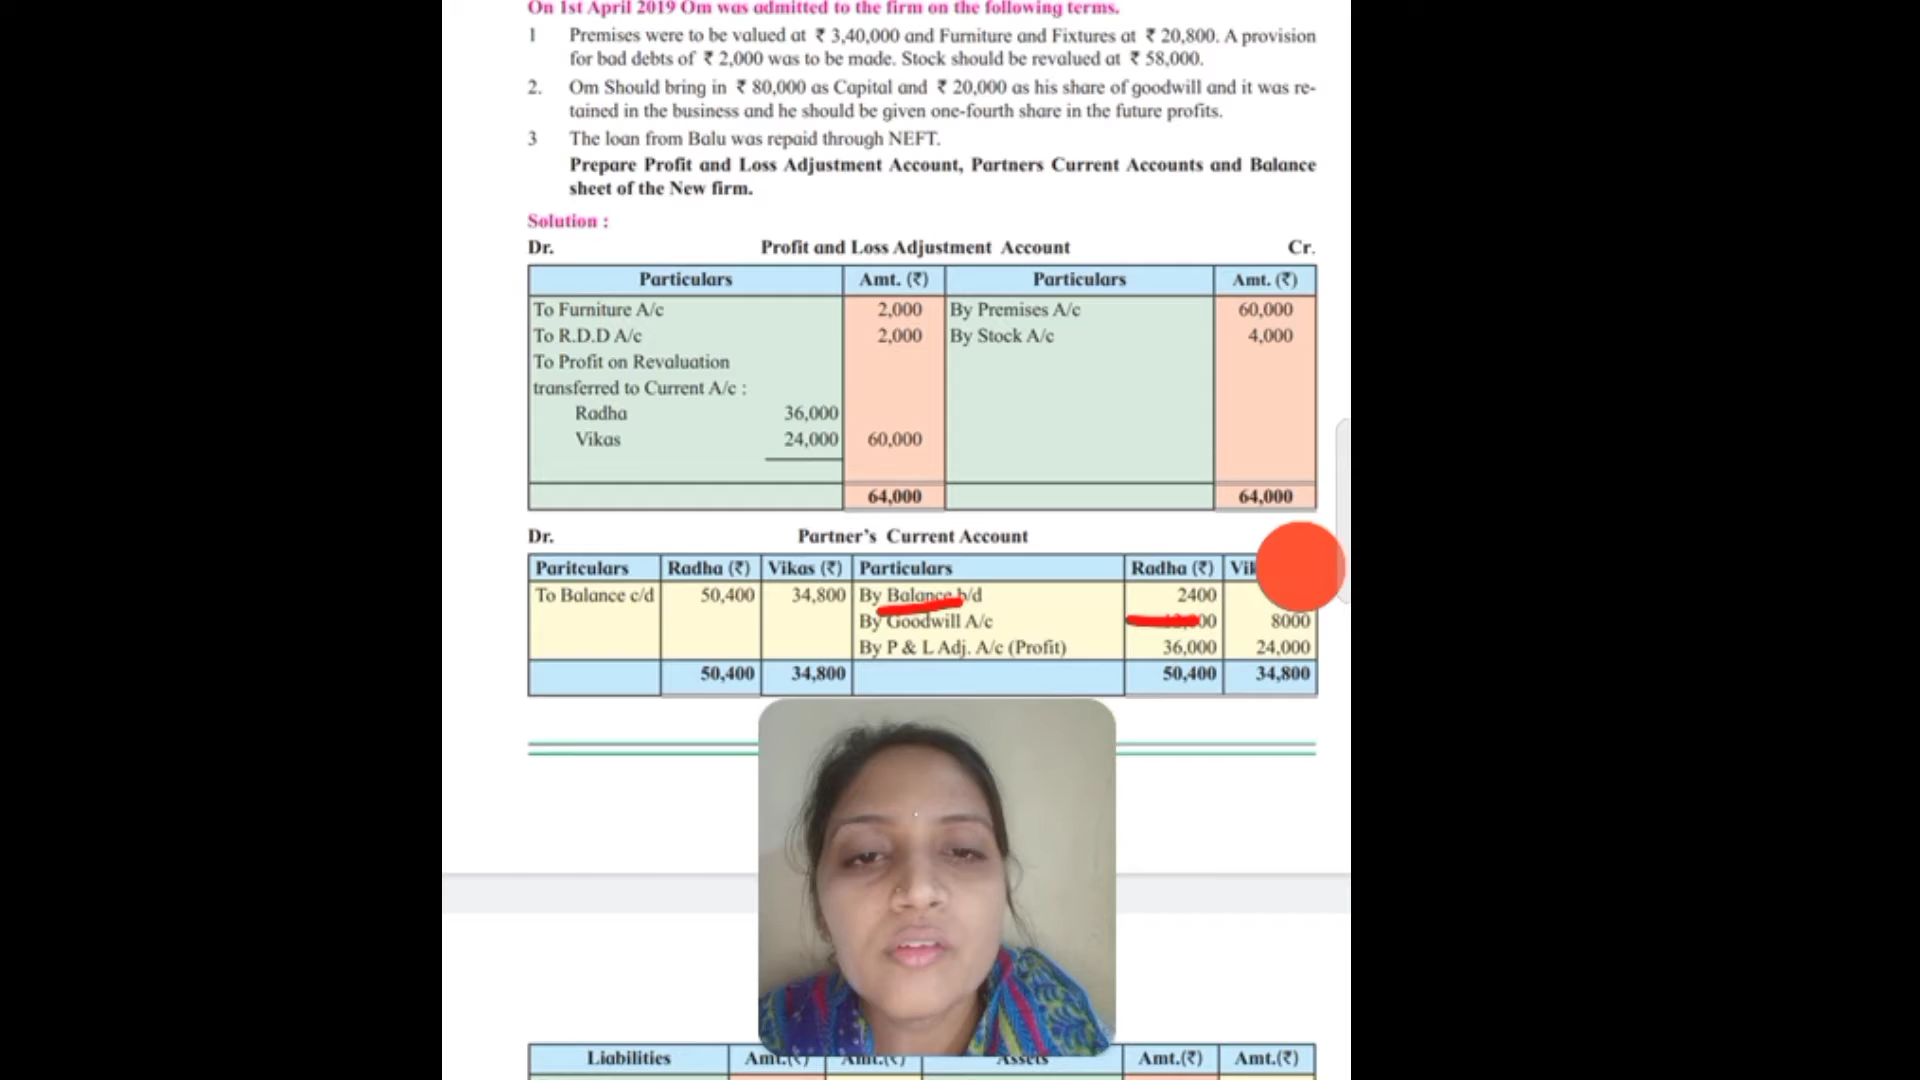 On 1st April 2019 Om was admitted to the firm on the following terms.
1 Premises were to be valued at ₹ 3,40,000 and Furniture and Fixtures at ₹ 20,800. A provision
for bad debts of ₹ 2,000 was to be made. Stock should be revalued at ₹ 58,000.
2. Om Should bring in ₹ 80,000 as Capital and ₹ 20,000 as his share of goodwill and it was re-
tained in the business and he should be given one-fourth share in the future profits.
3 The loan from Balu was repaid through NEFT.
Prepare Profit and Loss Adjustment Account, Partners Current Accounts and Balance
sheet of the New firm.
Solution :
Dr. Profit and Loss Adjustment Account Cr.
Particulars Amt. (₹) Particulars Amt. (₹)
To Furniture A/c 2,000 By Premises A/c 60,000
To R.D.D A/c 2,000 By Stock A/c 4,000
To Profit on Revaluation
transferred to Current A/c :
Radha 36,000
Vikas 24,000 60,000
64,000 64,000
Dr. Partner's Current Account
Paritculars Radha (₹) Vikas (₹) Particulars Radha (₹)
To Balance c/d 50,400 34,800 By Balance b/d 2400
By Goodwill A/c 8000
By P & L Adj. A/c (Profit) 36,000 24,000
50,400 34,800 50,400 34,800
Liabilities Amt.(₹) Amt.(₹) Assets Amt.(₹) Amt.(₹)